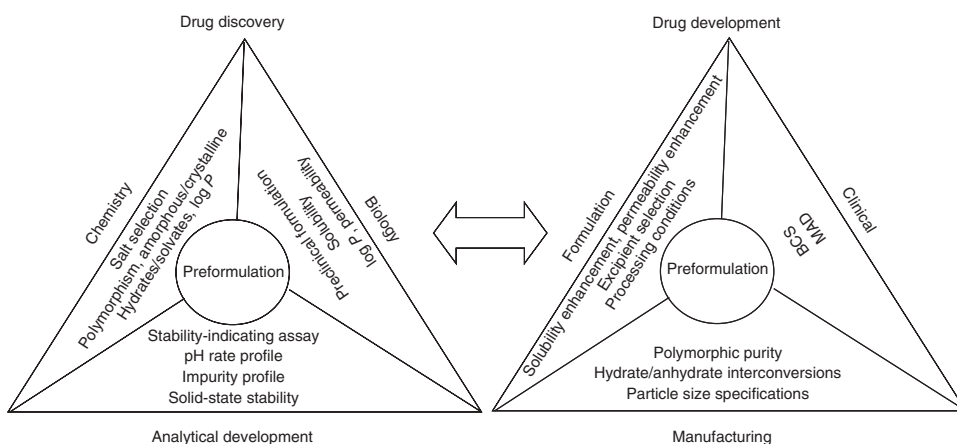 Drug discovery
Chemistry
Salt selection
Polymorphism, amorphous/crystalline
Hydrates/solvates, log P
Biology
log P, permeability
Solubility
Preclinical formulation
Preformulation
Stability-indicating assay
pH rate profile
Impurity profile
Solid-state stability
Analytical development
Drug development
Formulation
Solubility enhancement, permeability enhancement
Excipient selection
Processing conditions
Clinical
MAD
BCS
Preformulation
Polymorphic purity
Hydrate/anhydrate interconversions
Particle size specifications
Manufacturing